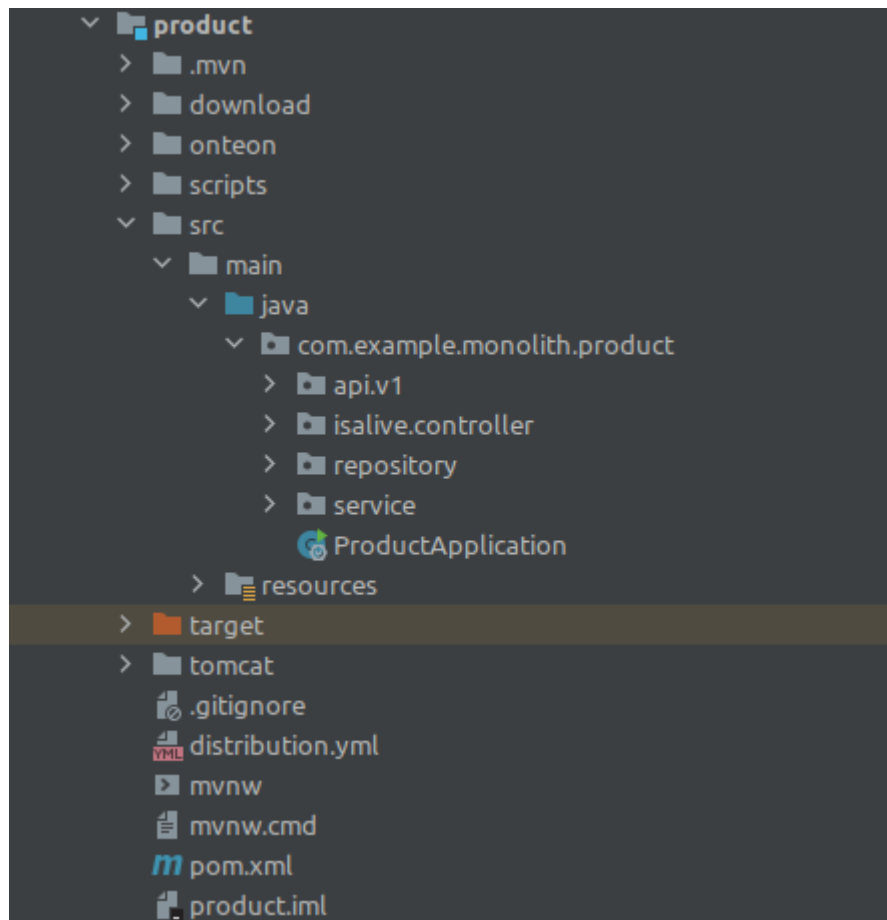 product
.mvn
download
onteon
scripts
src
main
java
com.example.monolith.product
api.v1
isalive.controller
repository
service
ProductApplication
resources
target
tomcat
.gitignore
YML distribution.yml
mvnw
mvnw.cmd
m pom.xml
product.iml